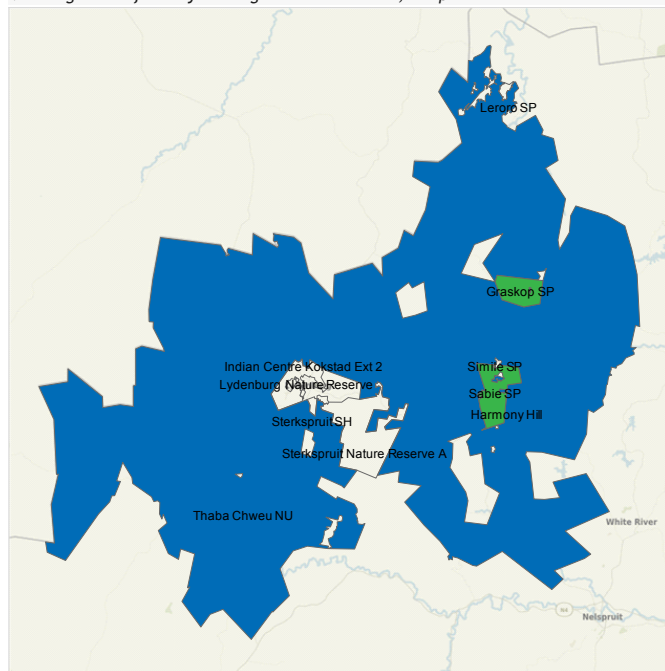 Leroro SP
Graskop SP
Indian Centre Kokstad Ext 2
Simile SP
Lydenburg Nature Reserve
Sabie SP
Harmony Hill
Sterkspruit SH
Sterkspruit Nature Reserve A
Thaba Chweu NU
White River
N4
Nelspruit